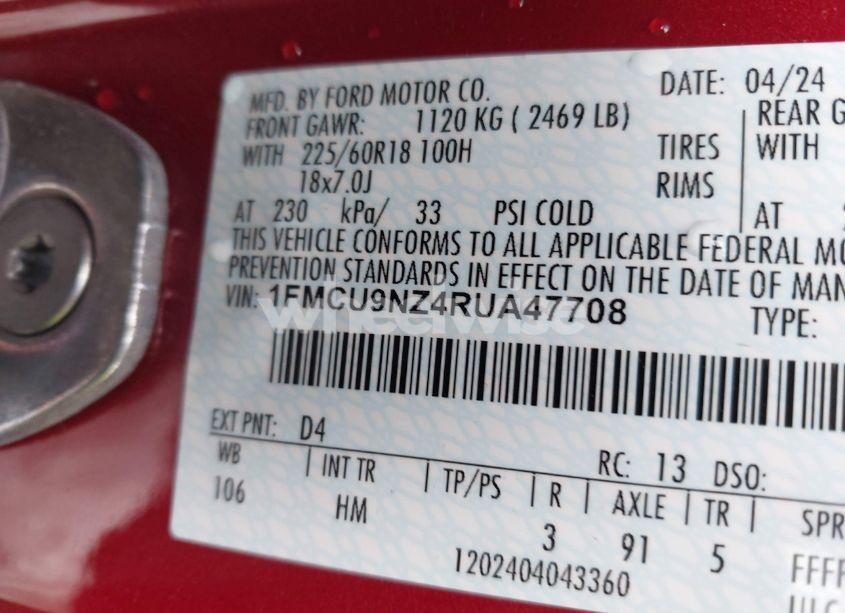 MFD. BY FORD MOTOR CO.
DATE: 04/24
FRONT GAWR: 1120 KG ( 2469 LB)
REAR G
WITH 225/60R18 100H
TIRES
WITH
18x7.0J
RIMS
AT 230 kPa/ 33 PSI COLD
AT
THIS VEHICLE CONFORMS TO ALL APPLICABLE FEDERAL MO
PREVENTION STANDARDS IN EFFECT ON THE DATE OF MAN
VIN: 1FMCU9NZ4RUA47708
TYPE:
wheelwise
EXT PNT: D4
RC: 13 DSO:
WB
INT TR
TP/PS
R
AXLE
TR
SPR
106
HM
3
91
5
FFFF
1202404043360